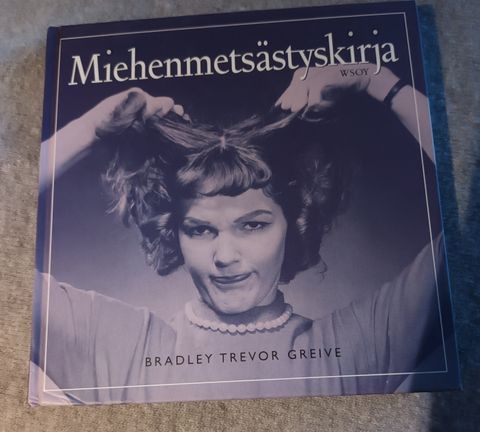 Miehenmetsästyskirja
WSOY
BRADLEY TREVOR GREIVE